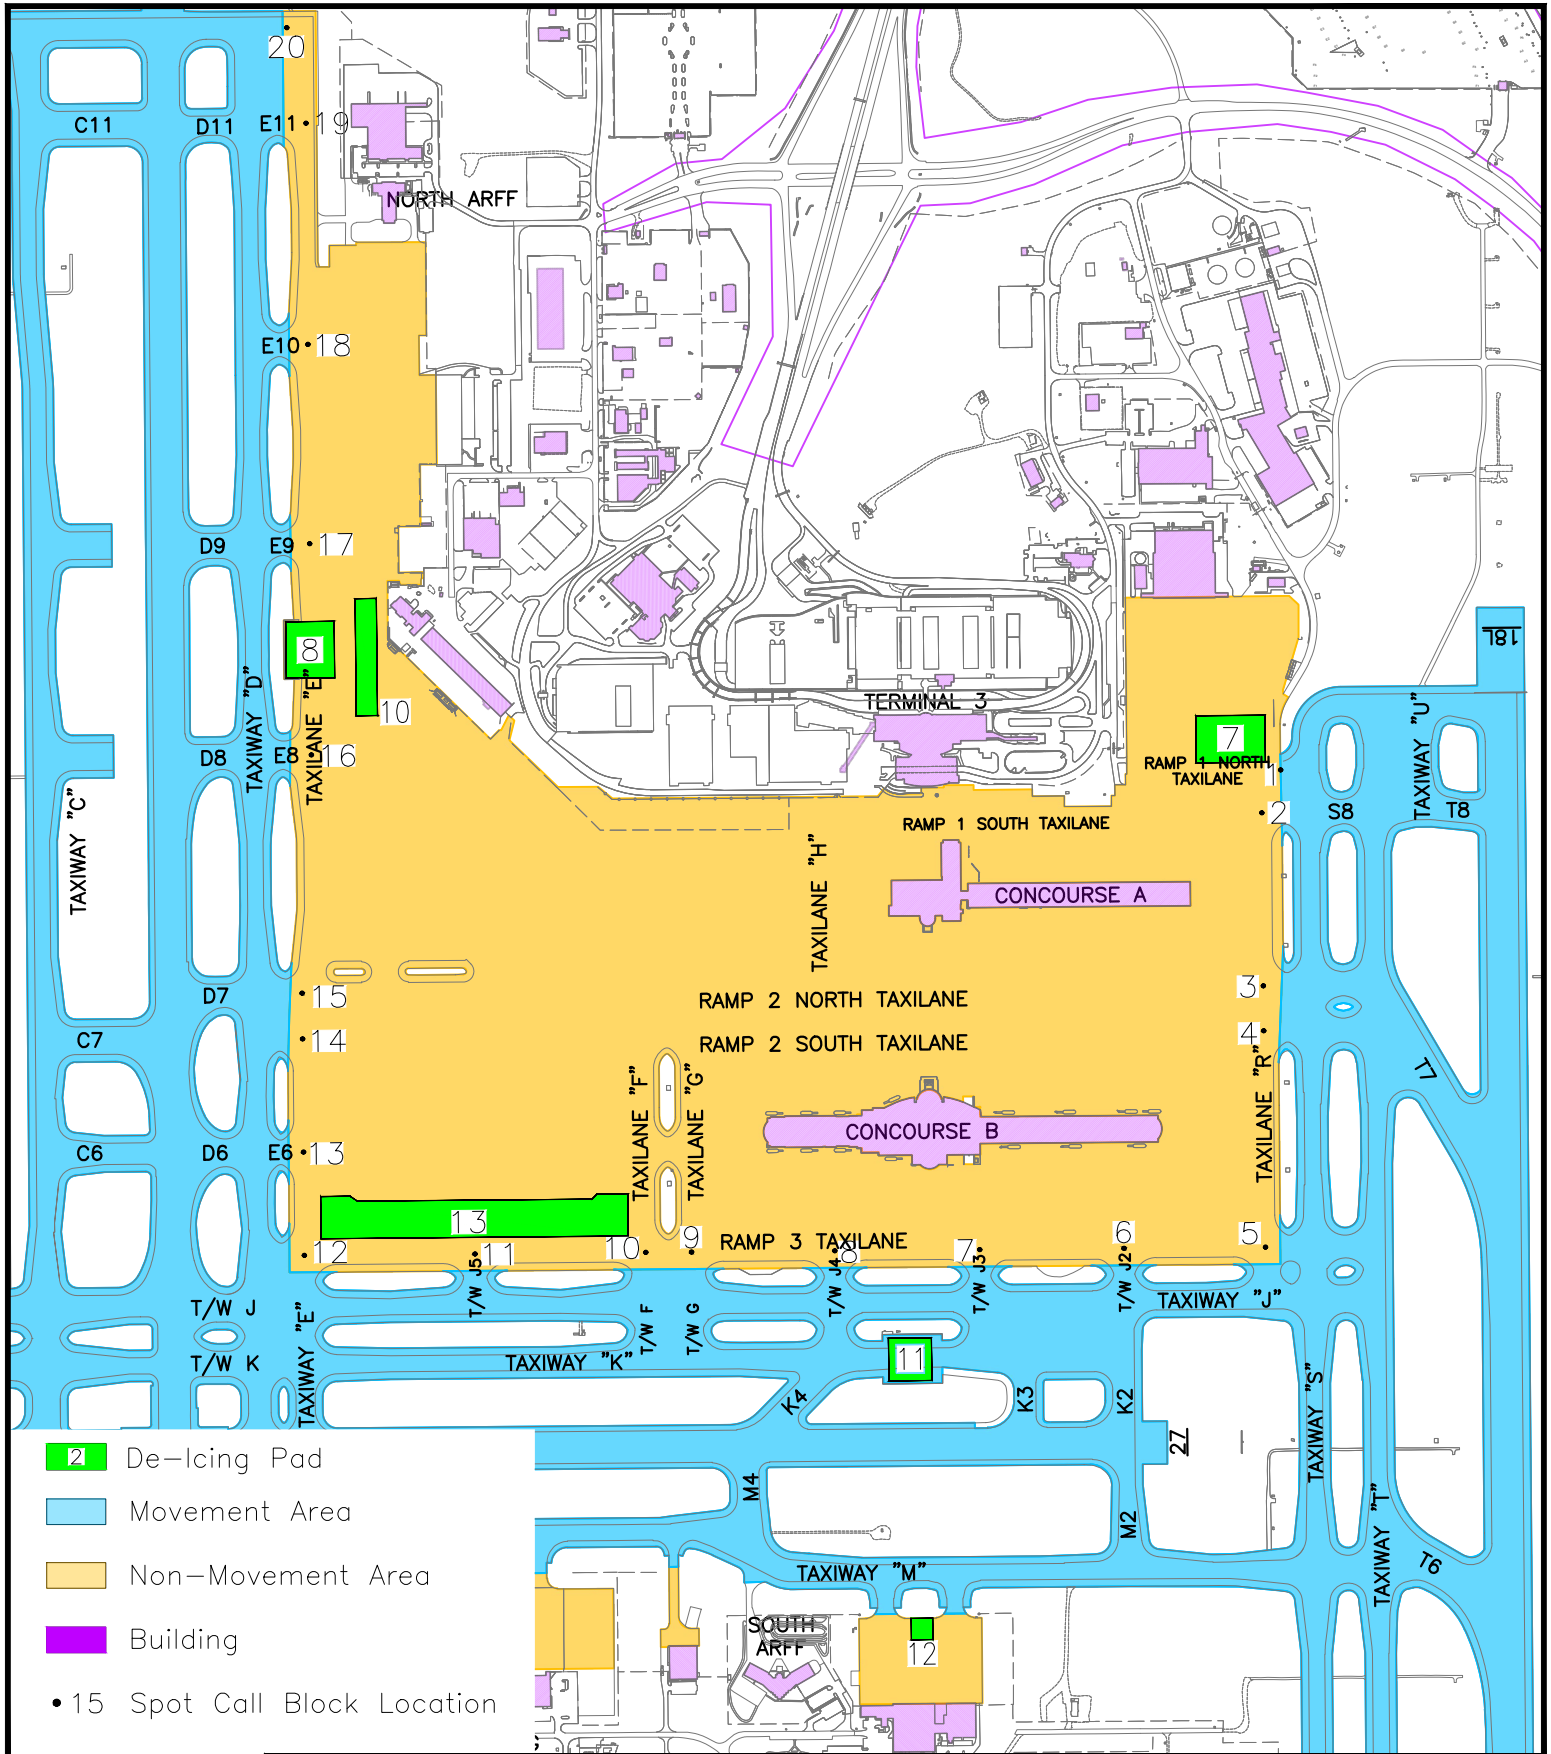 20
C11
D11
E11
19
NORTH ARFF
E10
18
D9
E9
17
8
10
TAXIWAY "D"
TAXILANE "E"
D8
E8
16
TAXIWAY "C"
TERMINAL 3
18L
7
RAMP 1 NORTH
TAXILANE
1
2
TAXIWAY "U"
S8
T8
RAMP 1 SOUTH TAXILANE
TAXILANE "H"
CONCOURSE A
D7
15
RAMP 2 NORTH TAXILANE
3
C7
14
RAMP 2 SOUTH TAXILANE
4
T7
TAXILANE "F"
TAXILANE "G"
TAXILANE "R"
CONCOURSE B
C6
D6
E6
13
13
12
11
10
9
RAMP 3 TAXILANE
8
7
6
5
T/W J5
T/W J4
T/W J3
T/W J2
T/W J
TAXIWAY "E"
T/W F
T/W G
TAXIWAY "J"
T/W K
TAXIWAY "K"
11
K4
K3
K2
27
TAXIWAY "S"
M4
M2
TAXIWAY "T"
T6
TAXIWAY "M"
SOUTH
ARFF
12
2 De-Icing Pad
Movement Area
Non-Movement Area
Building
15 Spot Call Block Location